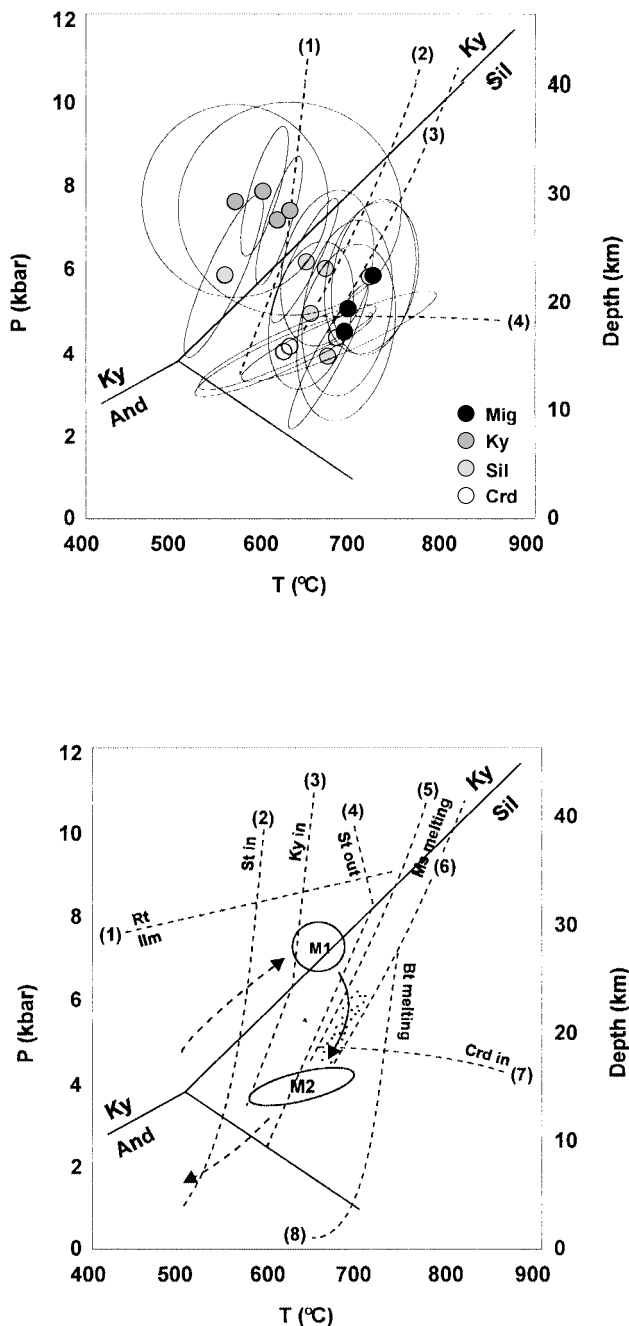 12
10
8
6
4
2
0
P (kbar)
40
30
20
10
0
Depth (km)
(1)
(2)
(3)
(4)
Ky
Sil
Ky
And
Mig
Ky
Sil
Crd
400 500 600 700 800 900
T (ºC)
12
10
8
6
4
2
0
P (kbar)
40
30
20
10
0
Depth (km)
(3)
(2)
(4)
(5)
(6)
Ky
Sil
St in
Ky in
St out
Ms melting
Rt
(1)
Ilm
M1
Bt melting
Crd in
(7)
M2
Ky
And
(8)
400 500 600 700 800 900
T (ºC)